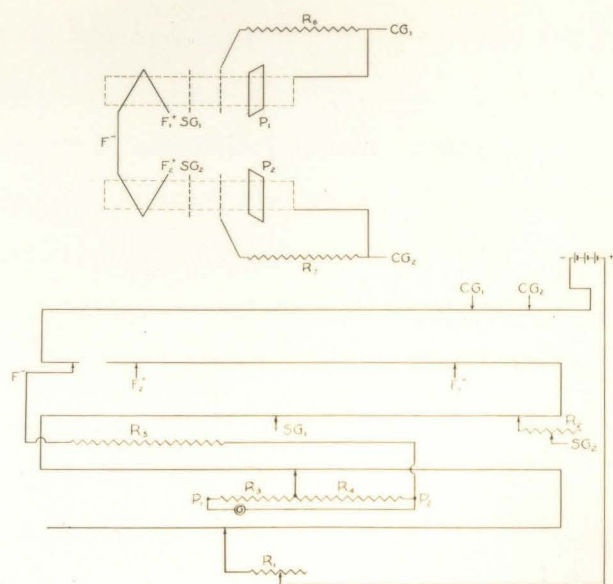 R₆ CG₁
F₁⁺ SG₁ P₁
F⁻
F₂⁺ SG₂ P₂
R₇ CG₂
− +
CG₁ CG₂
F⁻ F₂⁺ F₁⁺
SG₁ R₂
R₅ SG₂
P₁ R₃ R₄ P₂
G
R₁